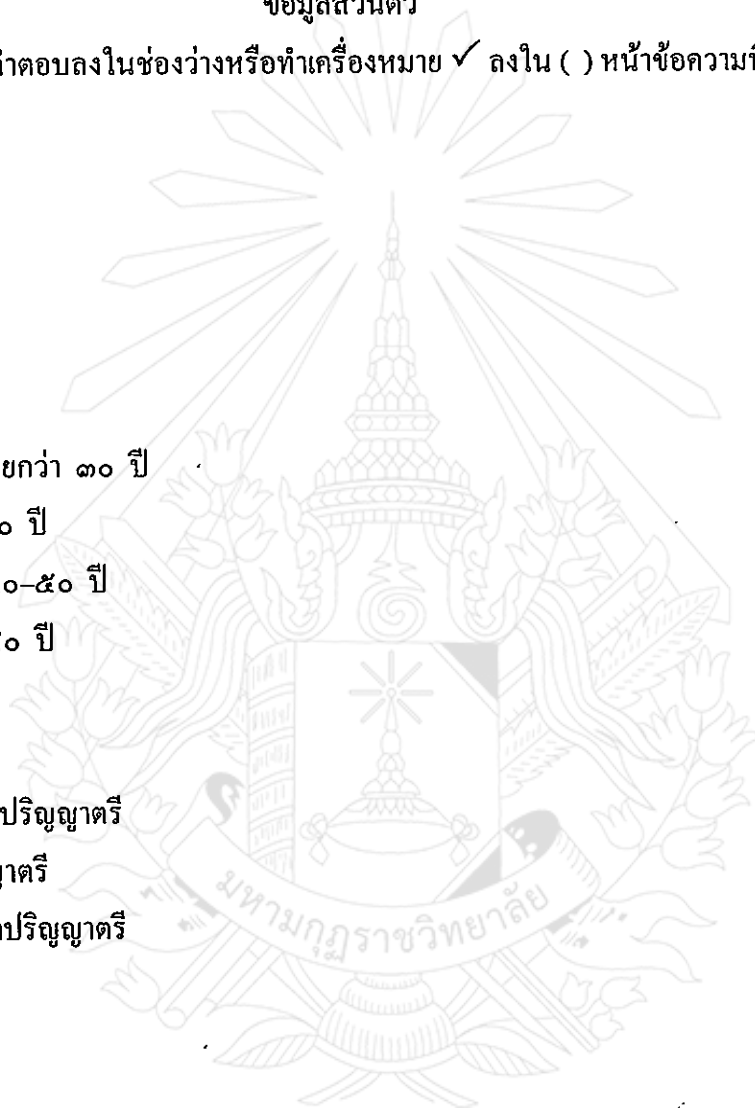 ข้อมูลส่วนตัว
คำตอบลงในช่องว่างหรือทำเครื่องหมาย ✓ ลงใน ( ) หน้าข้อความ
ยกว่า ๓๐ ปี
๐ ปี
๐–๕๐ ปี
๐ ปี
ปริญญาตรี
ญาตรี
ปริญญาตรี
มหามกุฏราชวิทยาลัย